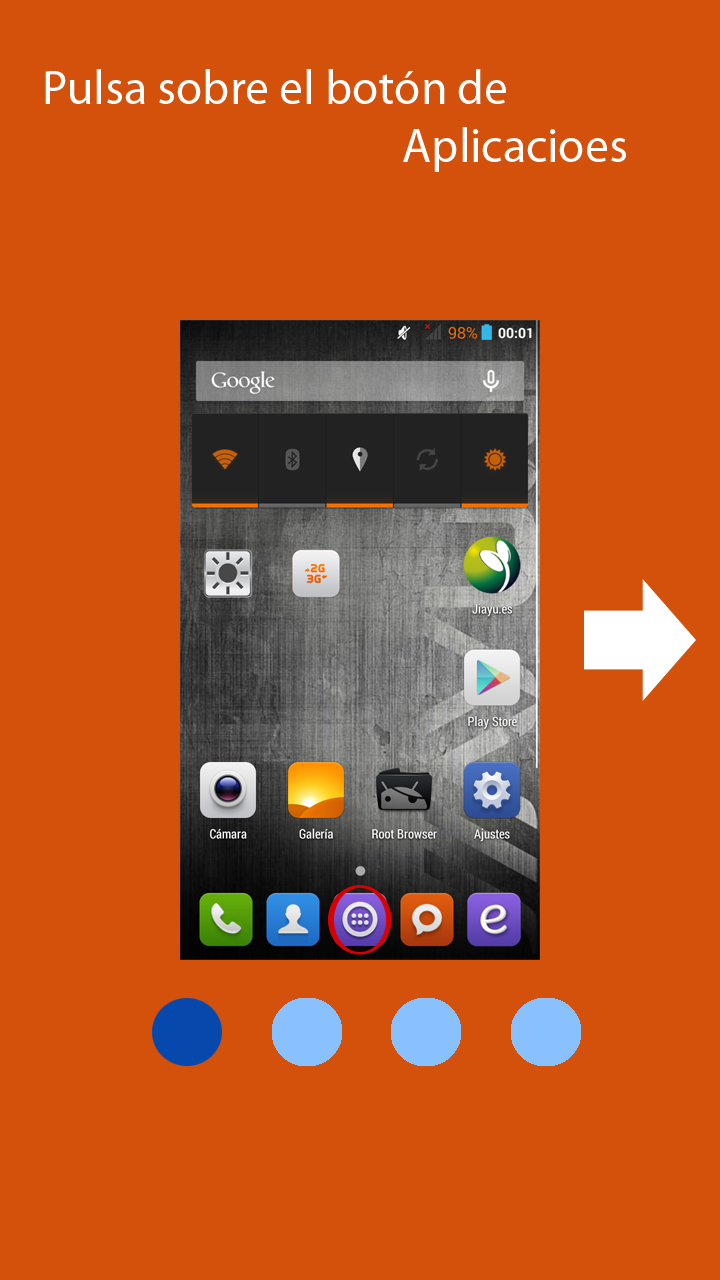 Pulsa sobre el botón de
Aplicacioes
98% 00:01
Google
2G
3G
Jiayu.es
Play Store
Cámara Galería Root Browser Ajustes